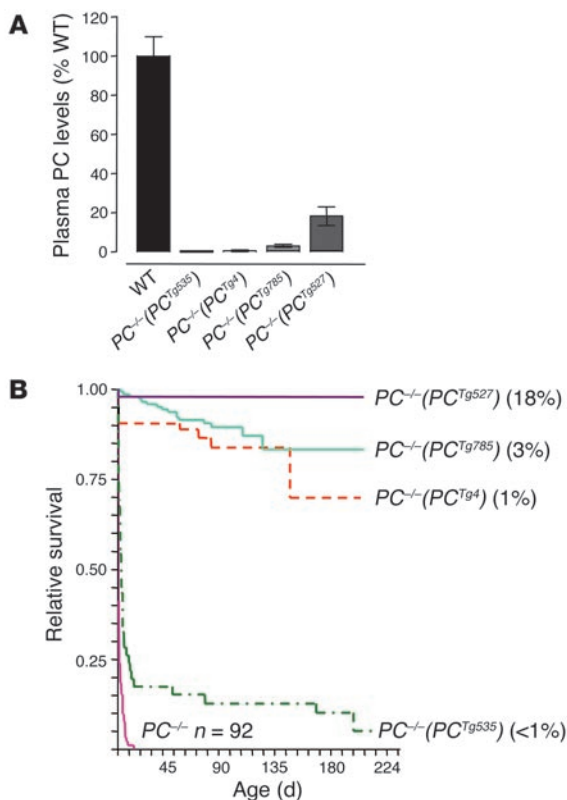 A
Plasma PC levels (% WT)
120
100
80
60
40
20
0
WT
PC–/–(PCTg535)
PC–/–(PCTg4)
PC–/–(PCTg785)
PC–/–(PCTg527)
B
Relative survival
1.00
0.75
0.50
0.25
PC–/–(PCTg527) (18%)
PC–/–(PCTg785) (3%)
PC–/–(PCTg4) (1%)
PC–/– n = 92
PC–/–(PCTg535) (<1%)
45 90 135 180 224
Age (d)